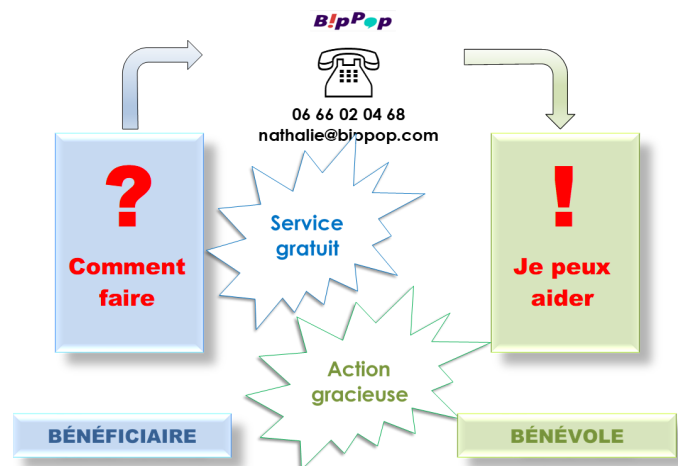 B!pPop
06 66 02 04 68
nathalie@bippop.com
?
Comment
faire
Service
gratuit
!
Je peux
aider
Action
gracieuse
BÉNÉFICIAIRE
BÉNÉVOLE